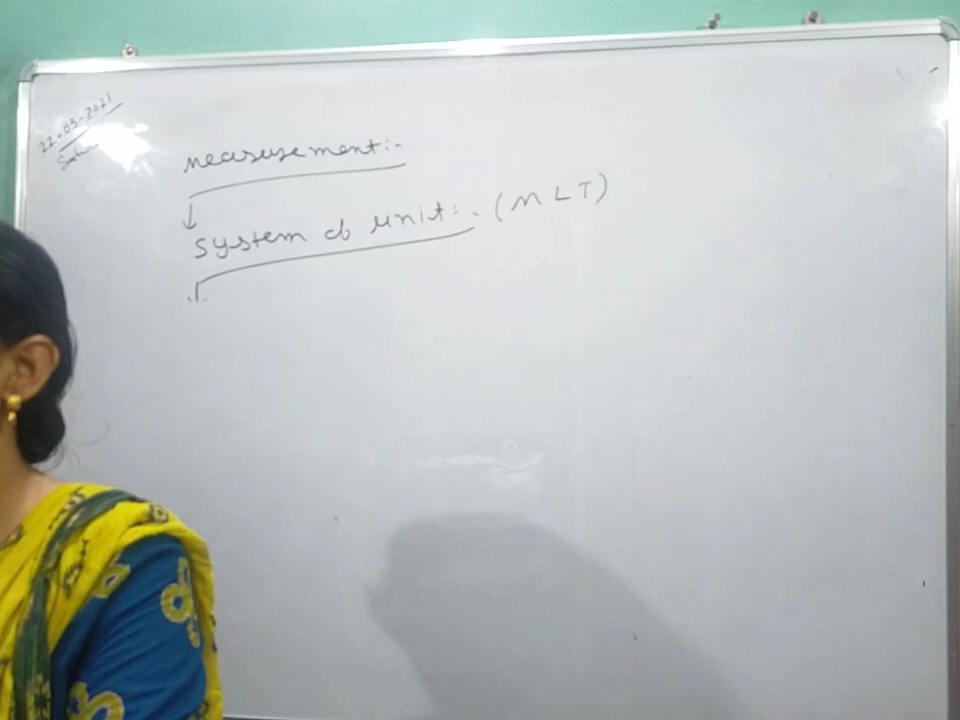 22-05-2021
measurement:-
system of unit:- (MLT)